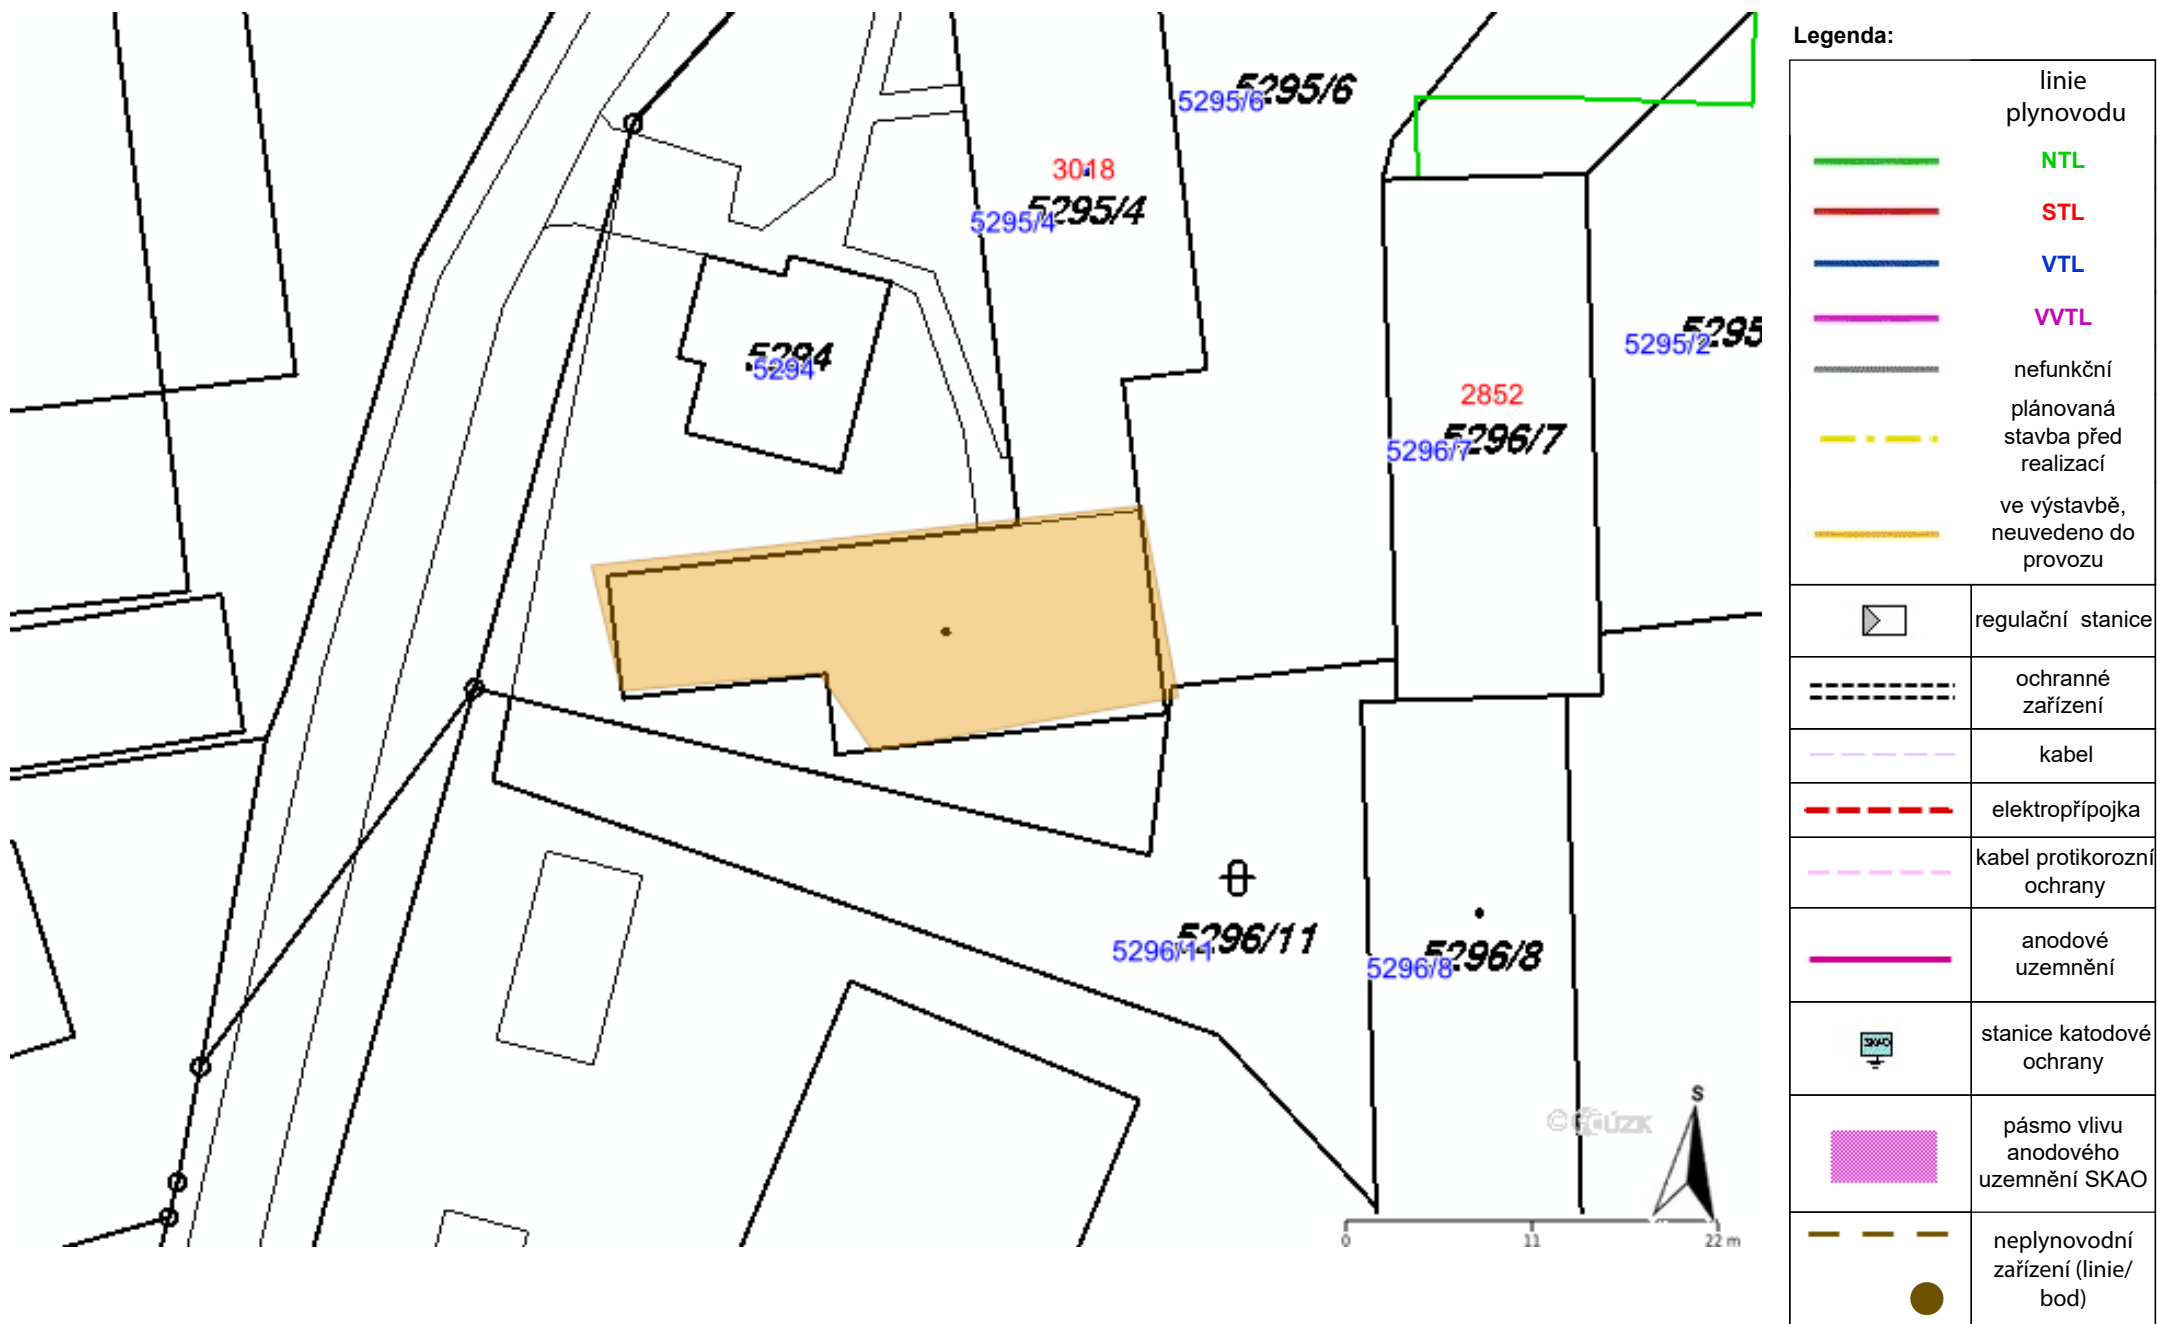 5295/6
5295/6
3018
5295/4
5295/4
5294
5294
5295/2
5295
2852
5296/7
5296/7
5296/11
5296/11
5296/8
5296/8
S
0
11
22 m
Legenda:
linie
plynovodu
NTL
STL
VTL
VVTL
nefunkční
plánovaná
stavba před
realizací
ve výstavbě,
neuvedeno do
provozu
regulační stanice
ochranné
zařízení
kabel
elektropřípojka
kabel protikorozní
ochrany
anodové
uzemnění
SKAO
stanice katodové
ochrany
pásmo vlivu
anodového
uzemnění SKAO
neplynovodní
zařízení (linie/
bod)